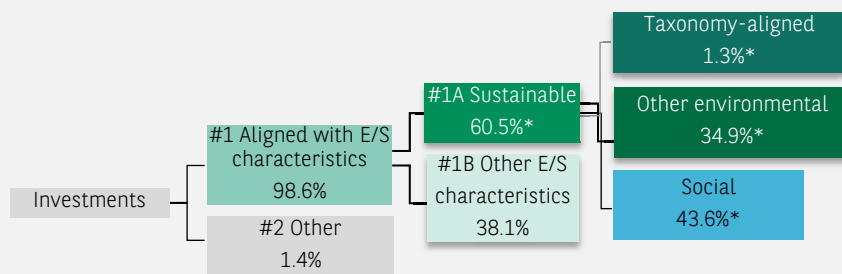 Investments
#1 Aligned with E/S
characteristics
98.6%
#2 Other
1.4%
#1A Sustainable
60.5%*
#1B Other E/S
characteristics
38.1%
Taxonomy-aligned
1.3%*
Other environmental
34.9%*
Social
43.6%*